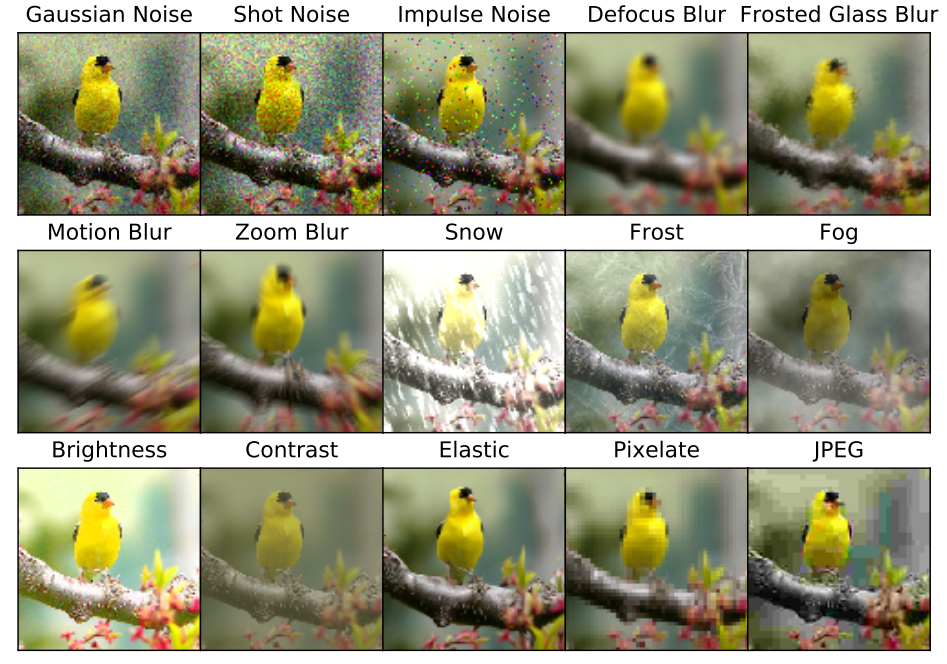 Gaussian Noise Shot Noise Impulse Noise Defocus Blur Frosted Glass Blur
Motion Blur Zoom Blur Snow Frost Fog
Brightness Contrast Elastic Pixelate JPEG